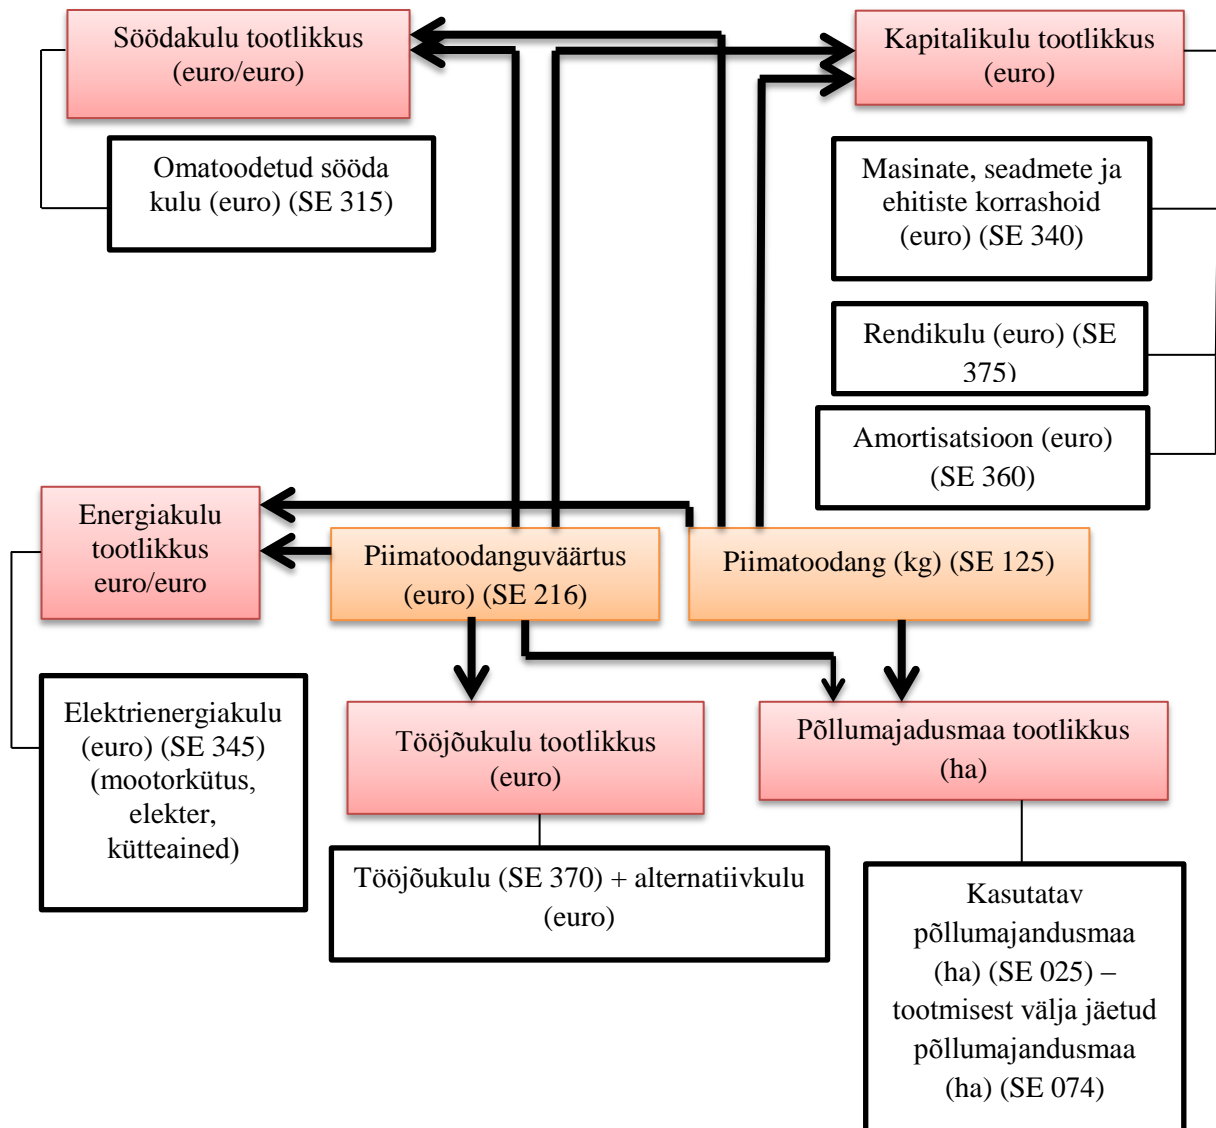 Söödakulu tootlikkus
(euro/euro)
Kapitalikulu tootlikkus
(euro)
Omatoodetud sööda
kulu (euro) (SE 315)
Masinate, seadmete ja
ehitiste korrashoid
(euro) (SE 340)
Rendikulu (euro) (SE
375)
Amortisatsioon (euro)
(SE 360)
Energiakulu
tootlikkus
euro/euro
Piimatoodanguväärtus
(euro) (SE 216)
Piimatoodang (kg) (SE 125)
Elektrienergiakulu
(euro) (SE 345)
(mootorkütus,
elekter,
kütteained)
Tööjõukulu tootlikkus
(euro)
Põllumajadusmaa tootlikkus
(ha)
Tööjõukulu (SE 370) + alternatiivkulu
(euro)
Kasutatav
põllumajandusmaa
(ha) (SE 025) –
tootmisest välja jäetud
põllumajandusmaa
(ha) (SE 074)